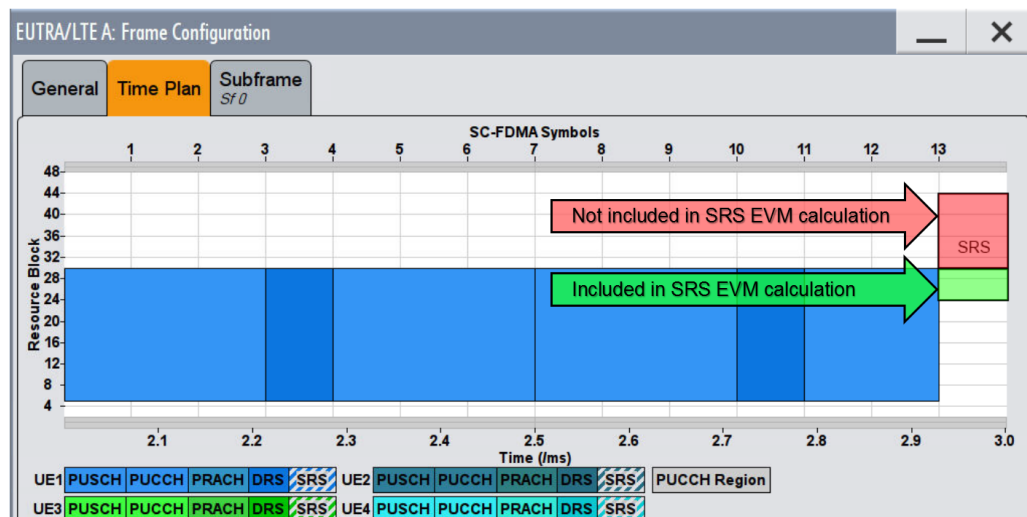 EUTRA/LTE A: Frame Configuration
General Time Plan Subframe
Sf 0
SC-FDMA Symbols
1 2 3 4 5 6 7 8 9 10 11 12 13
48
44
40
36
32
28
24
20
16
12
8
4
Resource Block
Not included in SRS EVM calculation
SRS
Included in SRS EVM calculation
2.1 2.2 2.3 2.4 2.5 2.6 2.7 2.8 2.9 3.0
Time (/ms)
UE1 PUSCH PUCCH PRACH DRS SRS UE2 PUSCH PUCCH PRACH DRS SRS PUCCH Region
UE3 PUSCH PUCCH PRACH DRS SRS UE4 PUSCH PUCCH PRACH DRS SRS